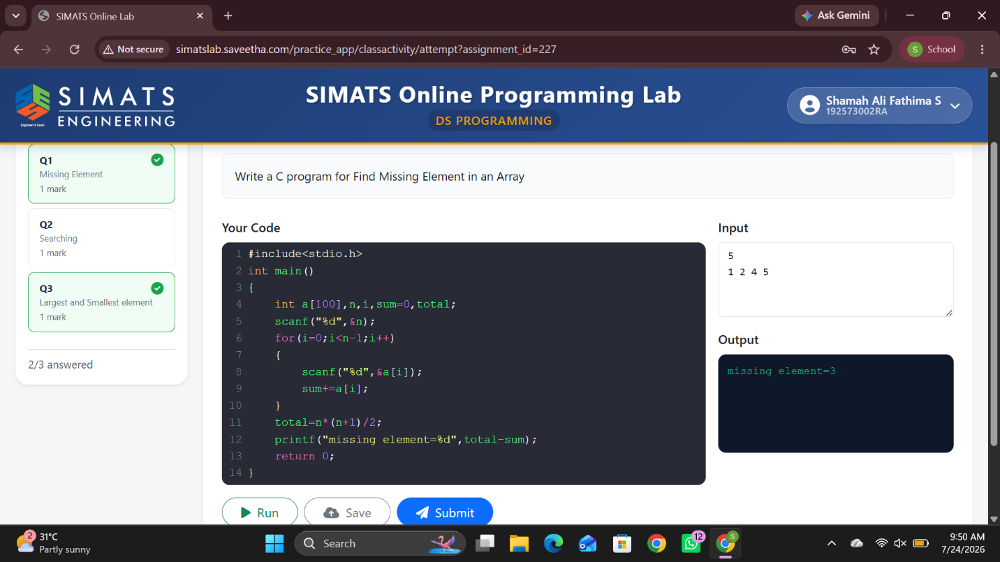 SIMATS Online Lab
Ask Gemini
Not secure
simatslab.saveetha.com/practice_app/classactivity/attempt?assignment_id=227
S
School
SIMATS
ENGINEERING
Engineer to Excel
SIMATS Online Programming Lab
DS PROGRAMMING
Shamah Ali Fathima S
192573002RA
Q1
Missing Element
1 mark
Q2
Searching
1 mark
Q3
Largest and Smallest element
1 mark
2/3 answered
Write a C program for Find Missing Element in an Array
Your Code
1 #include<stdio.h>
2 int main()
3 {
4     int a[100],n,i,sum=0,total;
5     scanf("%d",&n);
6     for(i=0;i<n-1;i++)
7     {
8         scanf("%d",&a[i]);
9         sum+=a[i];
10     }
11     total=n*(n+1)/2;
12     printf("missing element=%d",total-sum);
13     return 0;
14 }
Run
Save
Submit
Input
5
1 2 4 5
Output
missing element=3
2
31°C
Partly sunny
Search
12
S
9:50 AM
7/24/2026